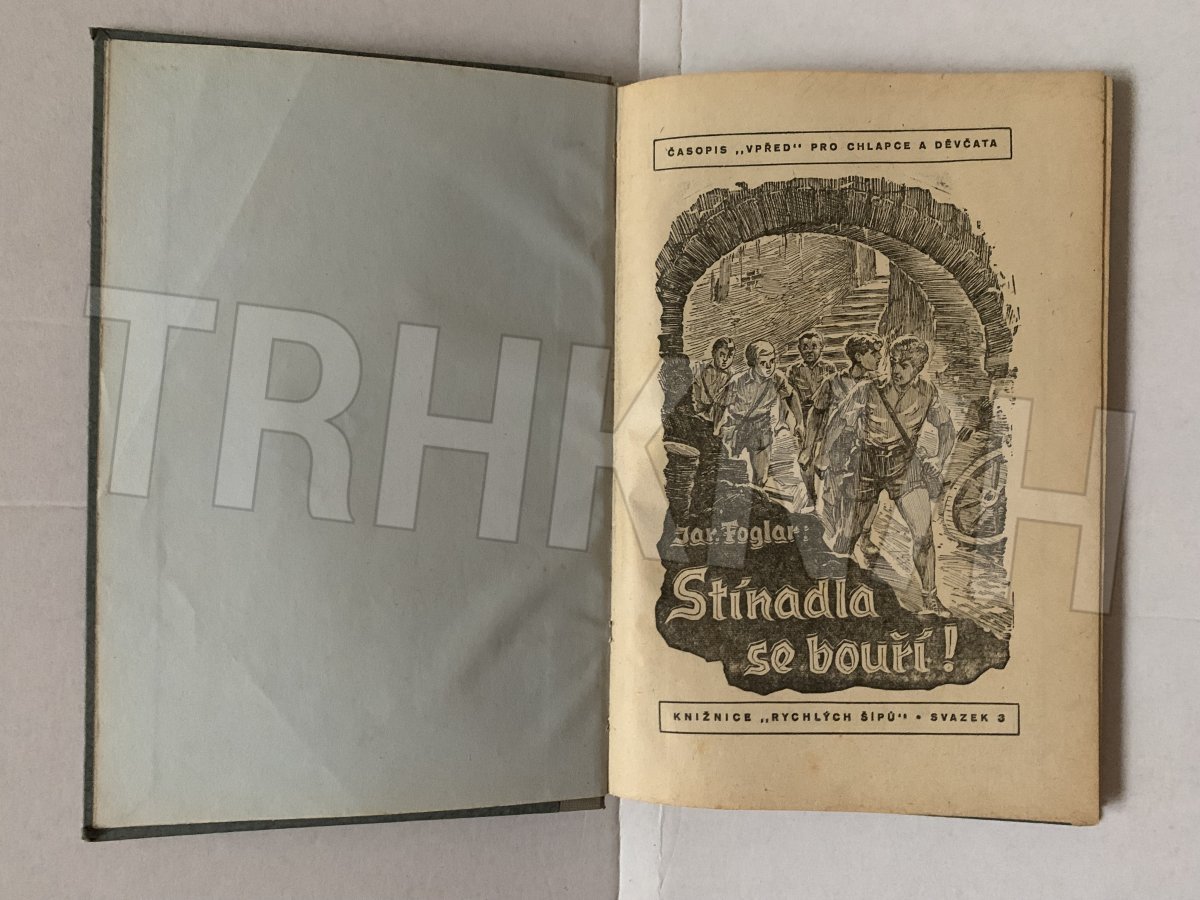 ČASOPIS „VPŘED“ PRO CHLAPCE A DĚVČATA
Jar. Foglar:
Stínadla
se bouří!
KNIŽNICE „RYCHLÝCH ŠÍPŮ“ • SVAZEK 3